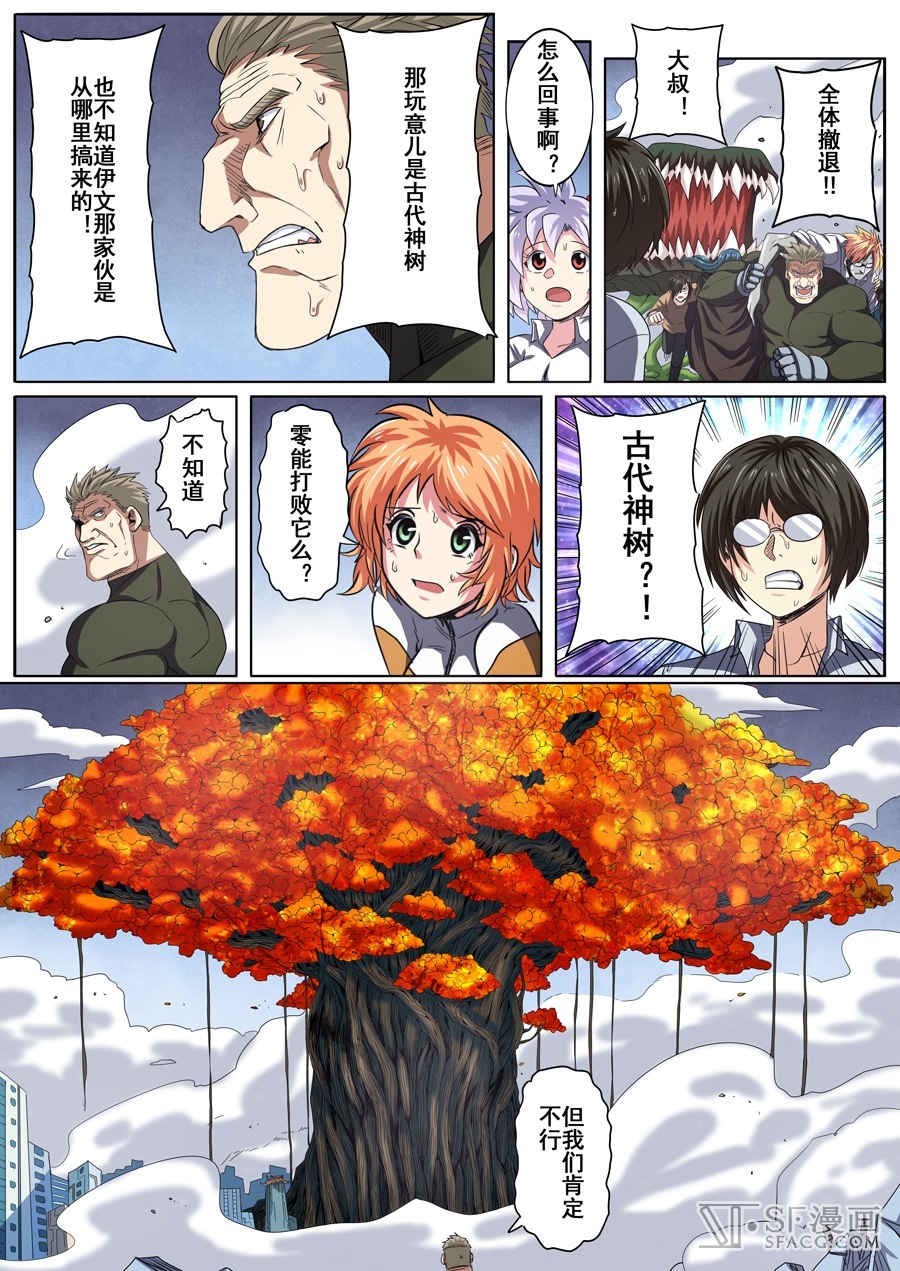 全体撤退!!
大叔!
怎么回事啊?
那玩意儿是古代神树
也不知道伊文那家伙是
从哪里搞来的!
古代神树?!
零能打败它么?
不知道
但我们肯定
不行
SF漫画
SFACG.COM